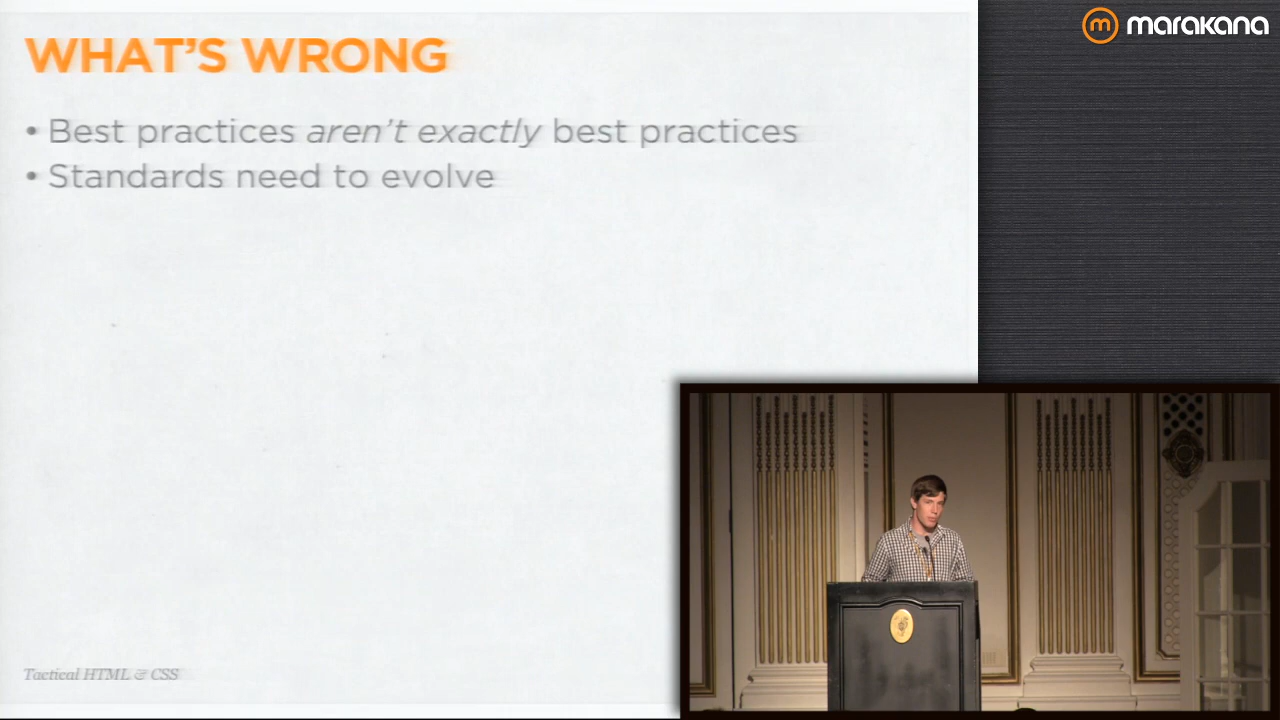 WHAT'S WRONG
• Best practices aren't exactly best practices
• Standards need to evolve
Tactical HTML & CSS
marakana